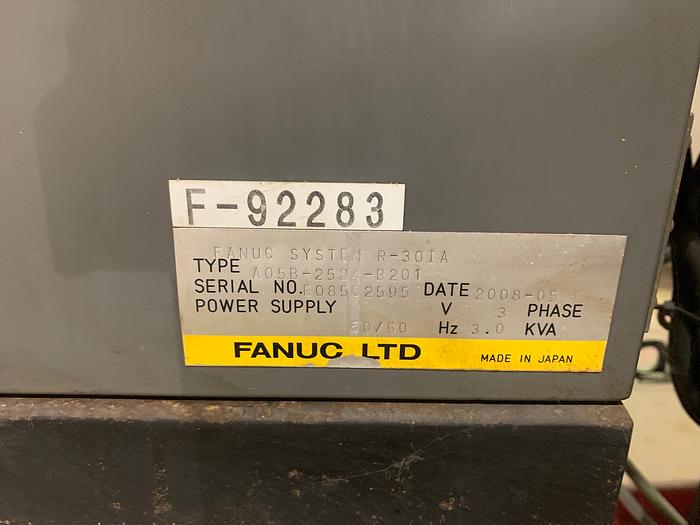 F-92283
FANUC SYSTEM R-30IA
TYPE A05B-2524-B201
SERIAL NO. DATE 2008-05
POWER SUPPLY V 3 PHASE
50/60 Hz 3.0 KVA
FANUC LTD MADE IN JAPAN